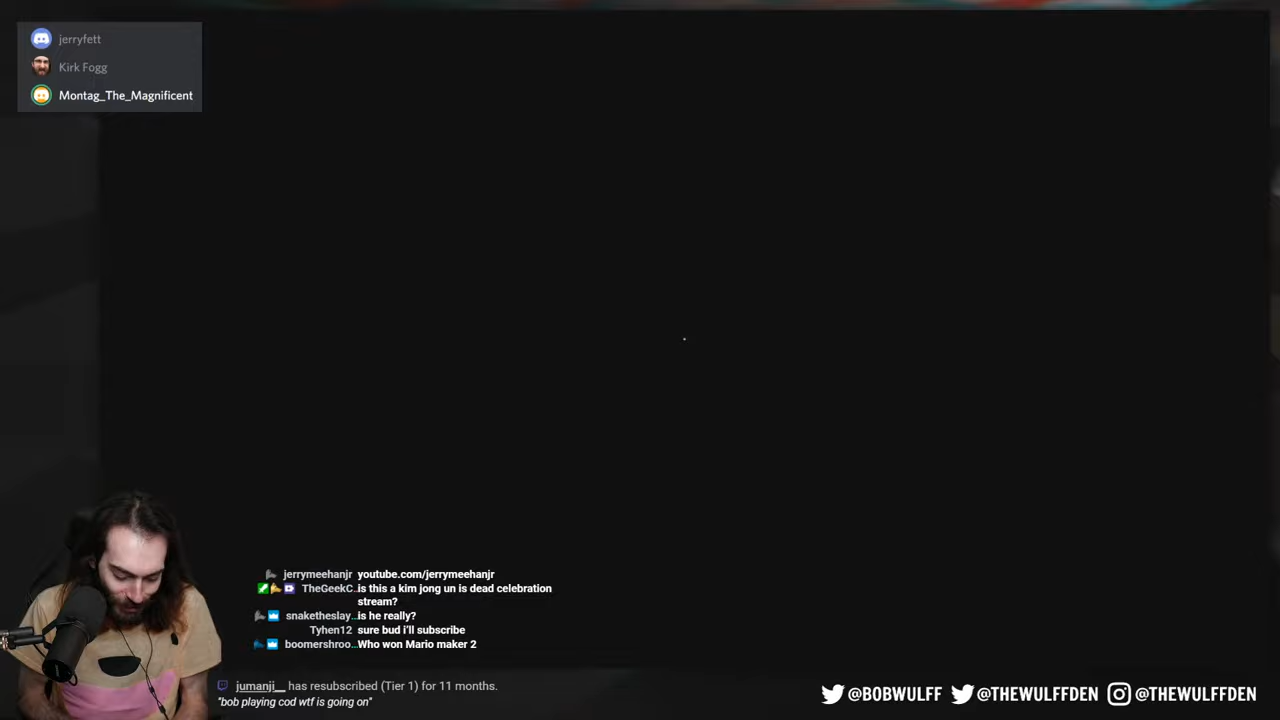 jerryfett
Kirk Fogg
Montag_The_Magnificent
jerrymeehanjr youtube.com/jerrymeehanjr
TheGeekC.. is this a kim jong un is dead celebration
stream?
snaketheslay.. is he really?
Tyhen12 sure bud i'll subscribe
boomershroo.. Who won Mario maker 2
jumanji__ has resubscribed (Tier 1) for 11 months.
"bob playing cod wtf is going on"
@BOBWULFF @THEWULFFDEN @THEWULFFDEN